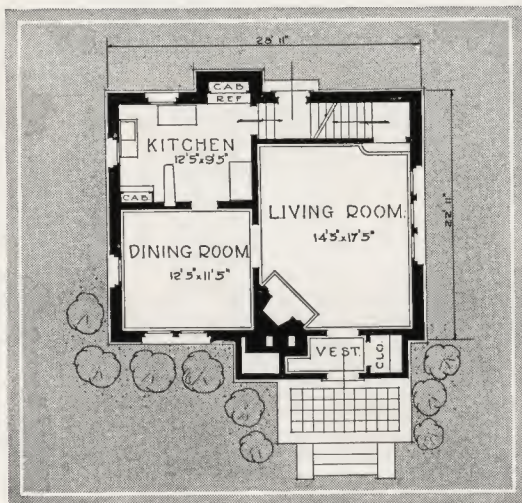 28' 11"
CAB
REF
KITCHEN
12'5"x9'5"
CAB
LIVING ROOM
14'5"x17'5"
22' 11"
DINING ROOM
12'5"x11'5"
VEST.
CLO.